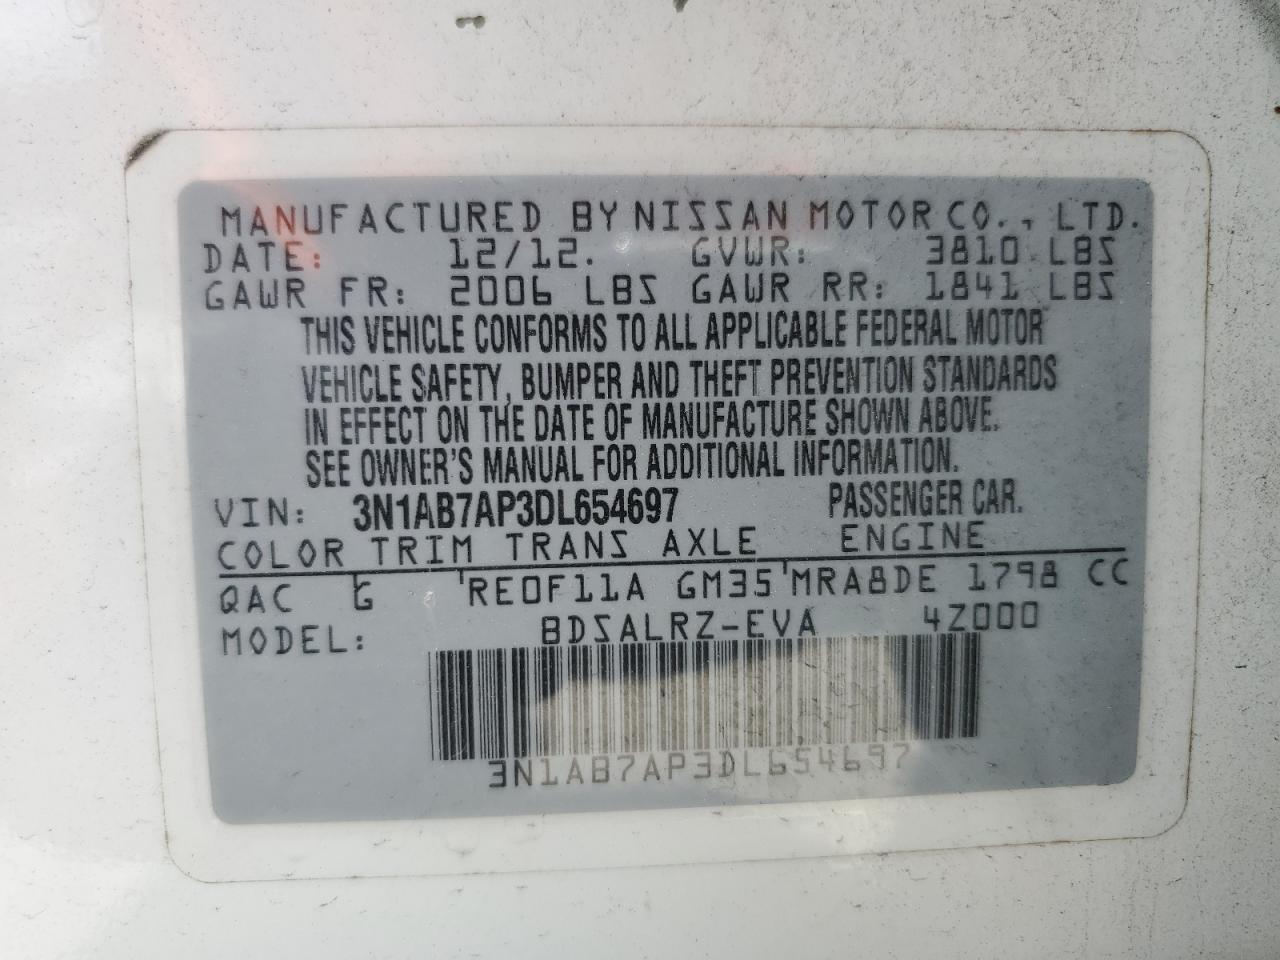 MANUFACTURED BY NISSAN MOTOR CO., LTD.
DATE: 12/12. GVWR: 3810 LBS
GAWR FR: 2006 LBS GAWR RR: 1841 LBS
THIS VEHICLE CONFORMS TO ALL APPLICABLE FEDERAL MOTOR
VEHICLE SAFETY, BUMPER AND THEFT PREVENTION STANDARDS
IN EFFECT ON THE DATE OF MANUFACTURE SHOWN ABOVE.
SEE OWNER'S MANUAL FOR ADDITIONAL INFORMATION.
VIN: 3N1AB7AP3DL654697 PASSENGER CAR.
COLOR TRIM TRANS AXLE ENGINE
QAC G 'RE0F11A GM35'MRA8DE 1798 CC
MODEL: BDSALRZ-EVA 4Z000
3N1AB7AP3DL654697